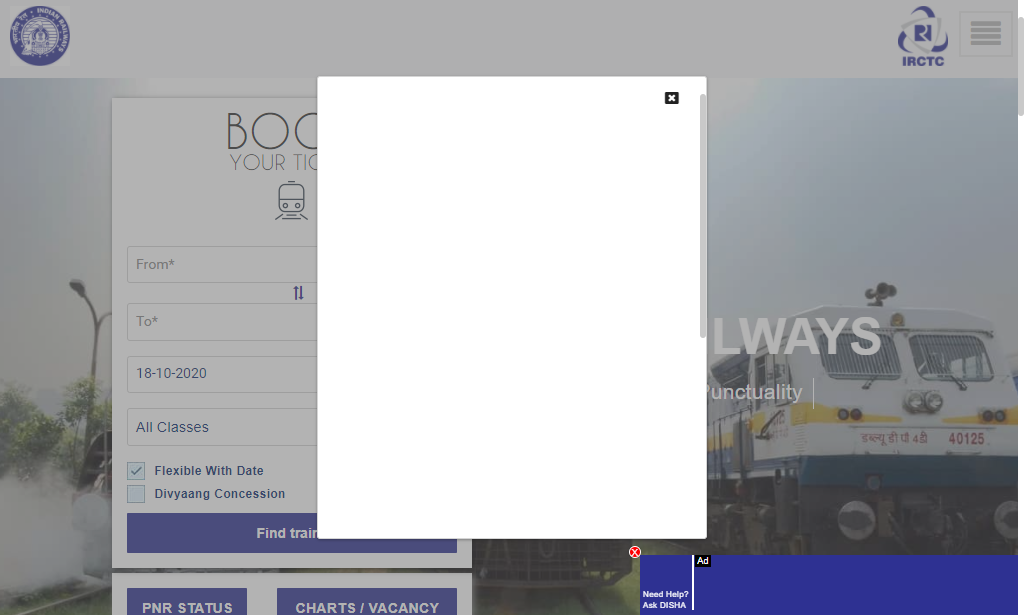 INDIAN RAILWAYS
भारतीय रेल
IRCTC
BOO
YOUR TIC
From*
To*
18-10-2020
All Classes
Flexible With Date
Divyaang Concession
Find train
LWAYS
Punctuality
डब्ल्यू डी पी 4डी 40125
Ad
Need Help?
Ask DISHA
PNR STATUS
CHARTS / VACANCY